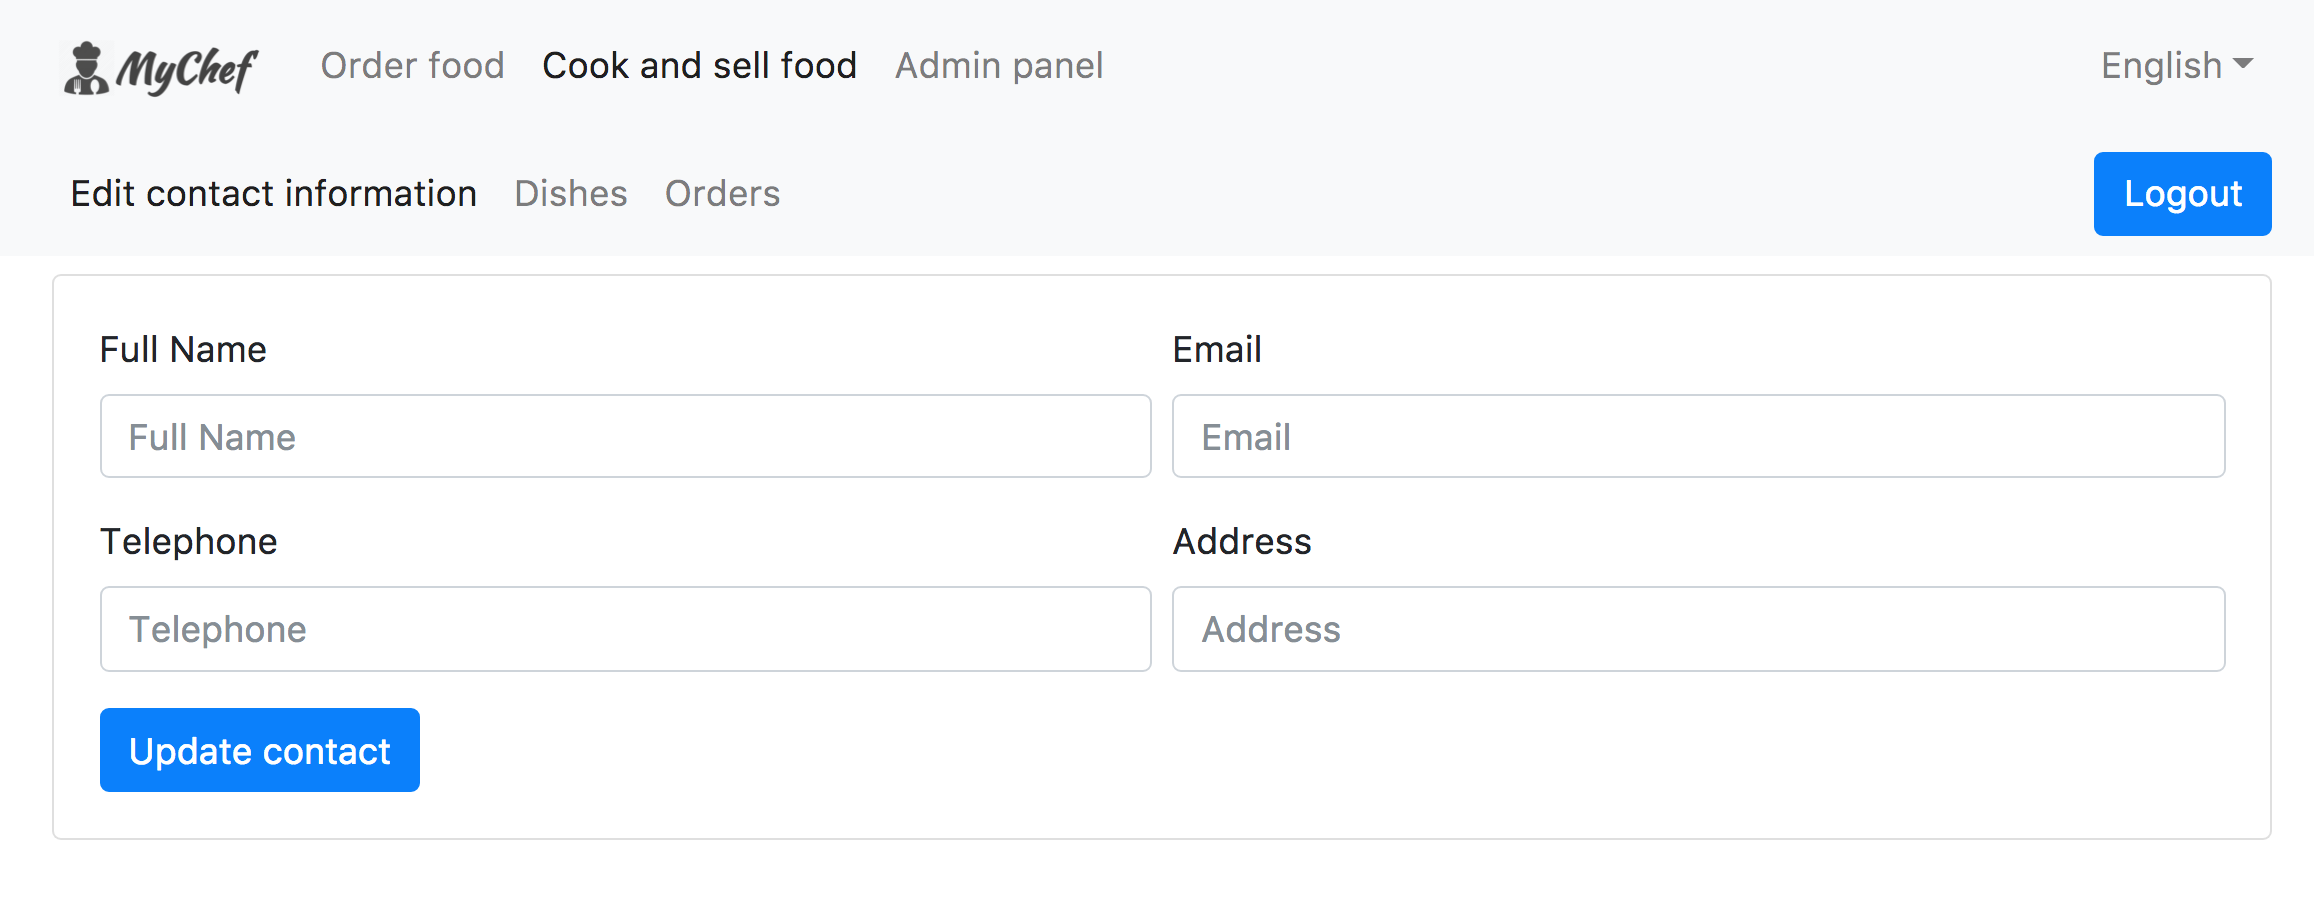 MyChef Order food Cook and sell food Admin panel English
Edit contact information Dishes Orders Logout
Full Name Email
Full Name Email
Telephone Address
Telephone Address
Update contact